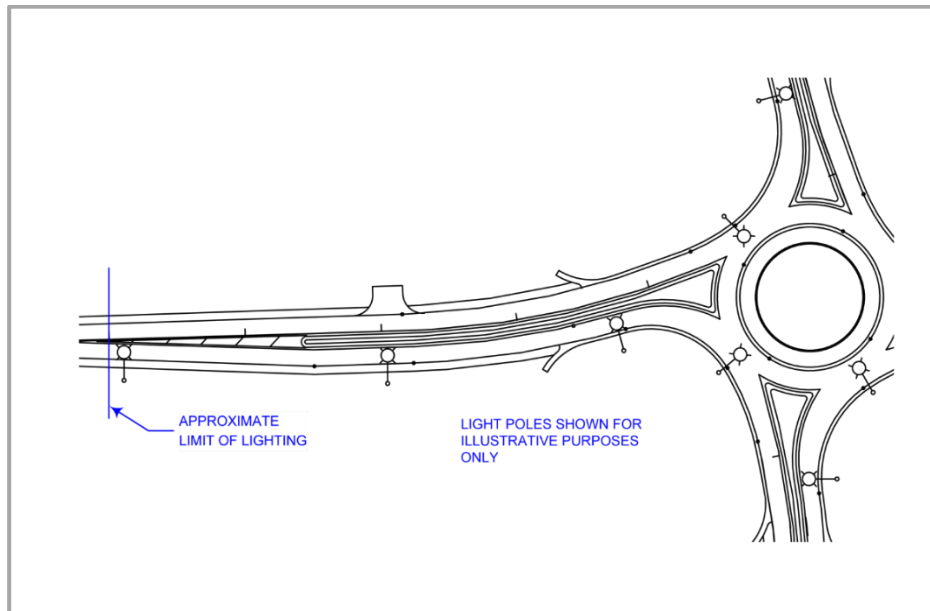 APPROXIMATE
LIMIT OF LIGHTING
LIGHT POLES SHOWN FOR
ILLUSTRATIVE PURPOSES
ONLY